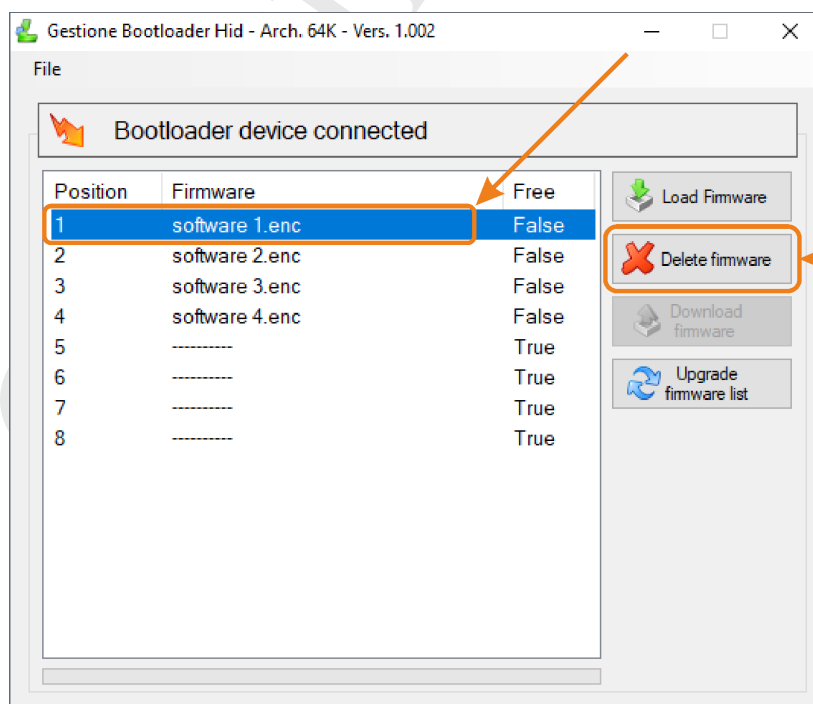 Gestione Bootloader Hid - Arch. 64K - Vers. 1.002
File
Bootloader device connected
Position Firmware Free
1 software 1.enc False
2 software 2.enc False
3 software 3.enc False
4 software 4.enc False
5 ---------- True
6 ---------- True
7 ---------- True
8 ---------- True
Load Firmware
Delete firmware
Download
firmware
Upgrade
firmware list